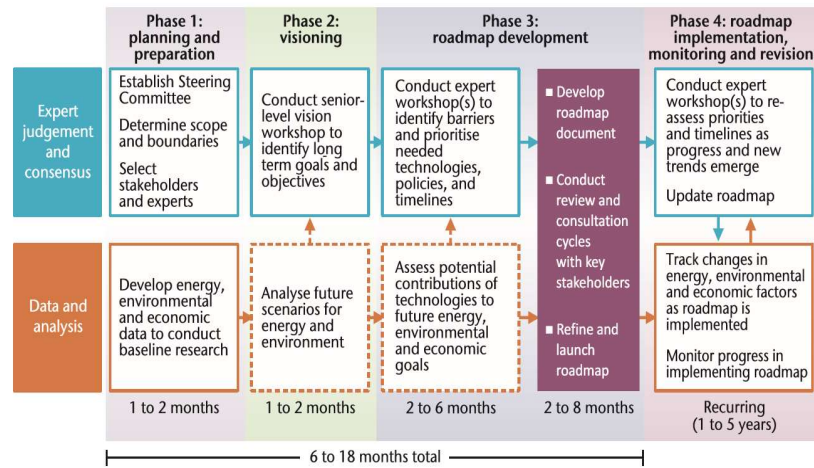 Phase 1:
planning and
preparation
Phase 2:
visioning
Phase 3:
roadmap development
Phase 4: roadmap
implementation,
monitoring and revision
Expert
judgement
and
consensus
Establish Steering
Committee
Determine scope
and boundaries
Select
stakeholders
and experts
Conduct senior-
level vision
workshop to
identify long
term goals and
objectives
Conduct expert
workshop(s) to
identify barriers
and prioritise
needed
technologies,
policies, and
timelines
■ Develop
roadmap
document
■ Conduct
review and
consultation
cycles
with key
stakeholders
■ Refine and
launch
roadmap
Conduct expert
workshop(s) to re-
assess priorities
and timelines as
progress and new
trends emerge
Update roadmap
Data and
analysis
Develop energy,
environmental
and economic
data to conduct
baseline research
Analyse future
scenarios for
energy and
environment
Assess potential
contributions of
technologies to
future energy,
environmental
and economic
goals
Track changes in
energy, environmental
and economic factors
as roadmap is
implemented
Monitor progress in
implementing roadmap
1 to 2 months
1 to 2 months
2 to 6 months
2 to 8 months
Recurring
(1 to 5 years)
6 to 18 months total